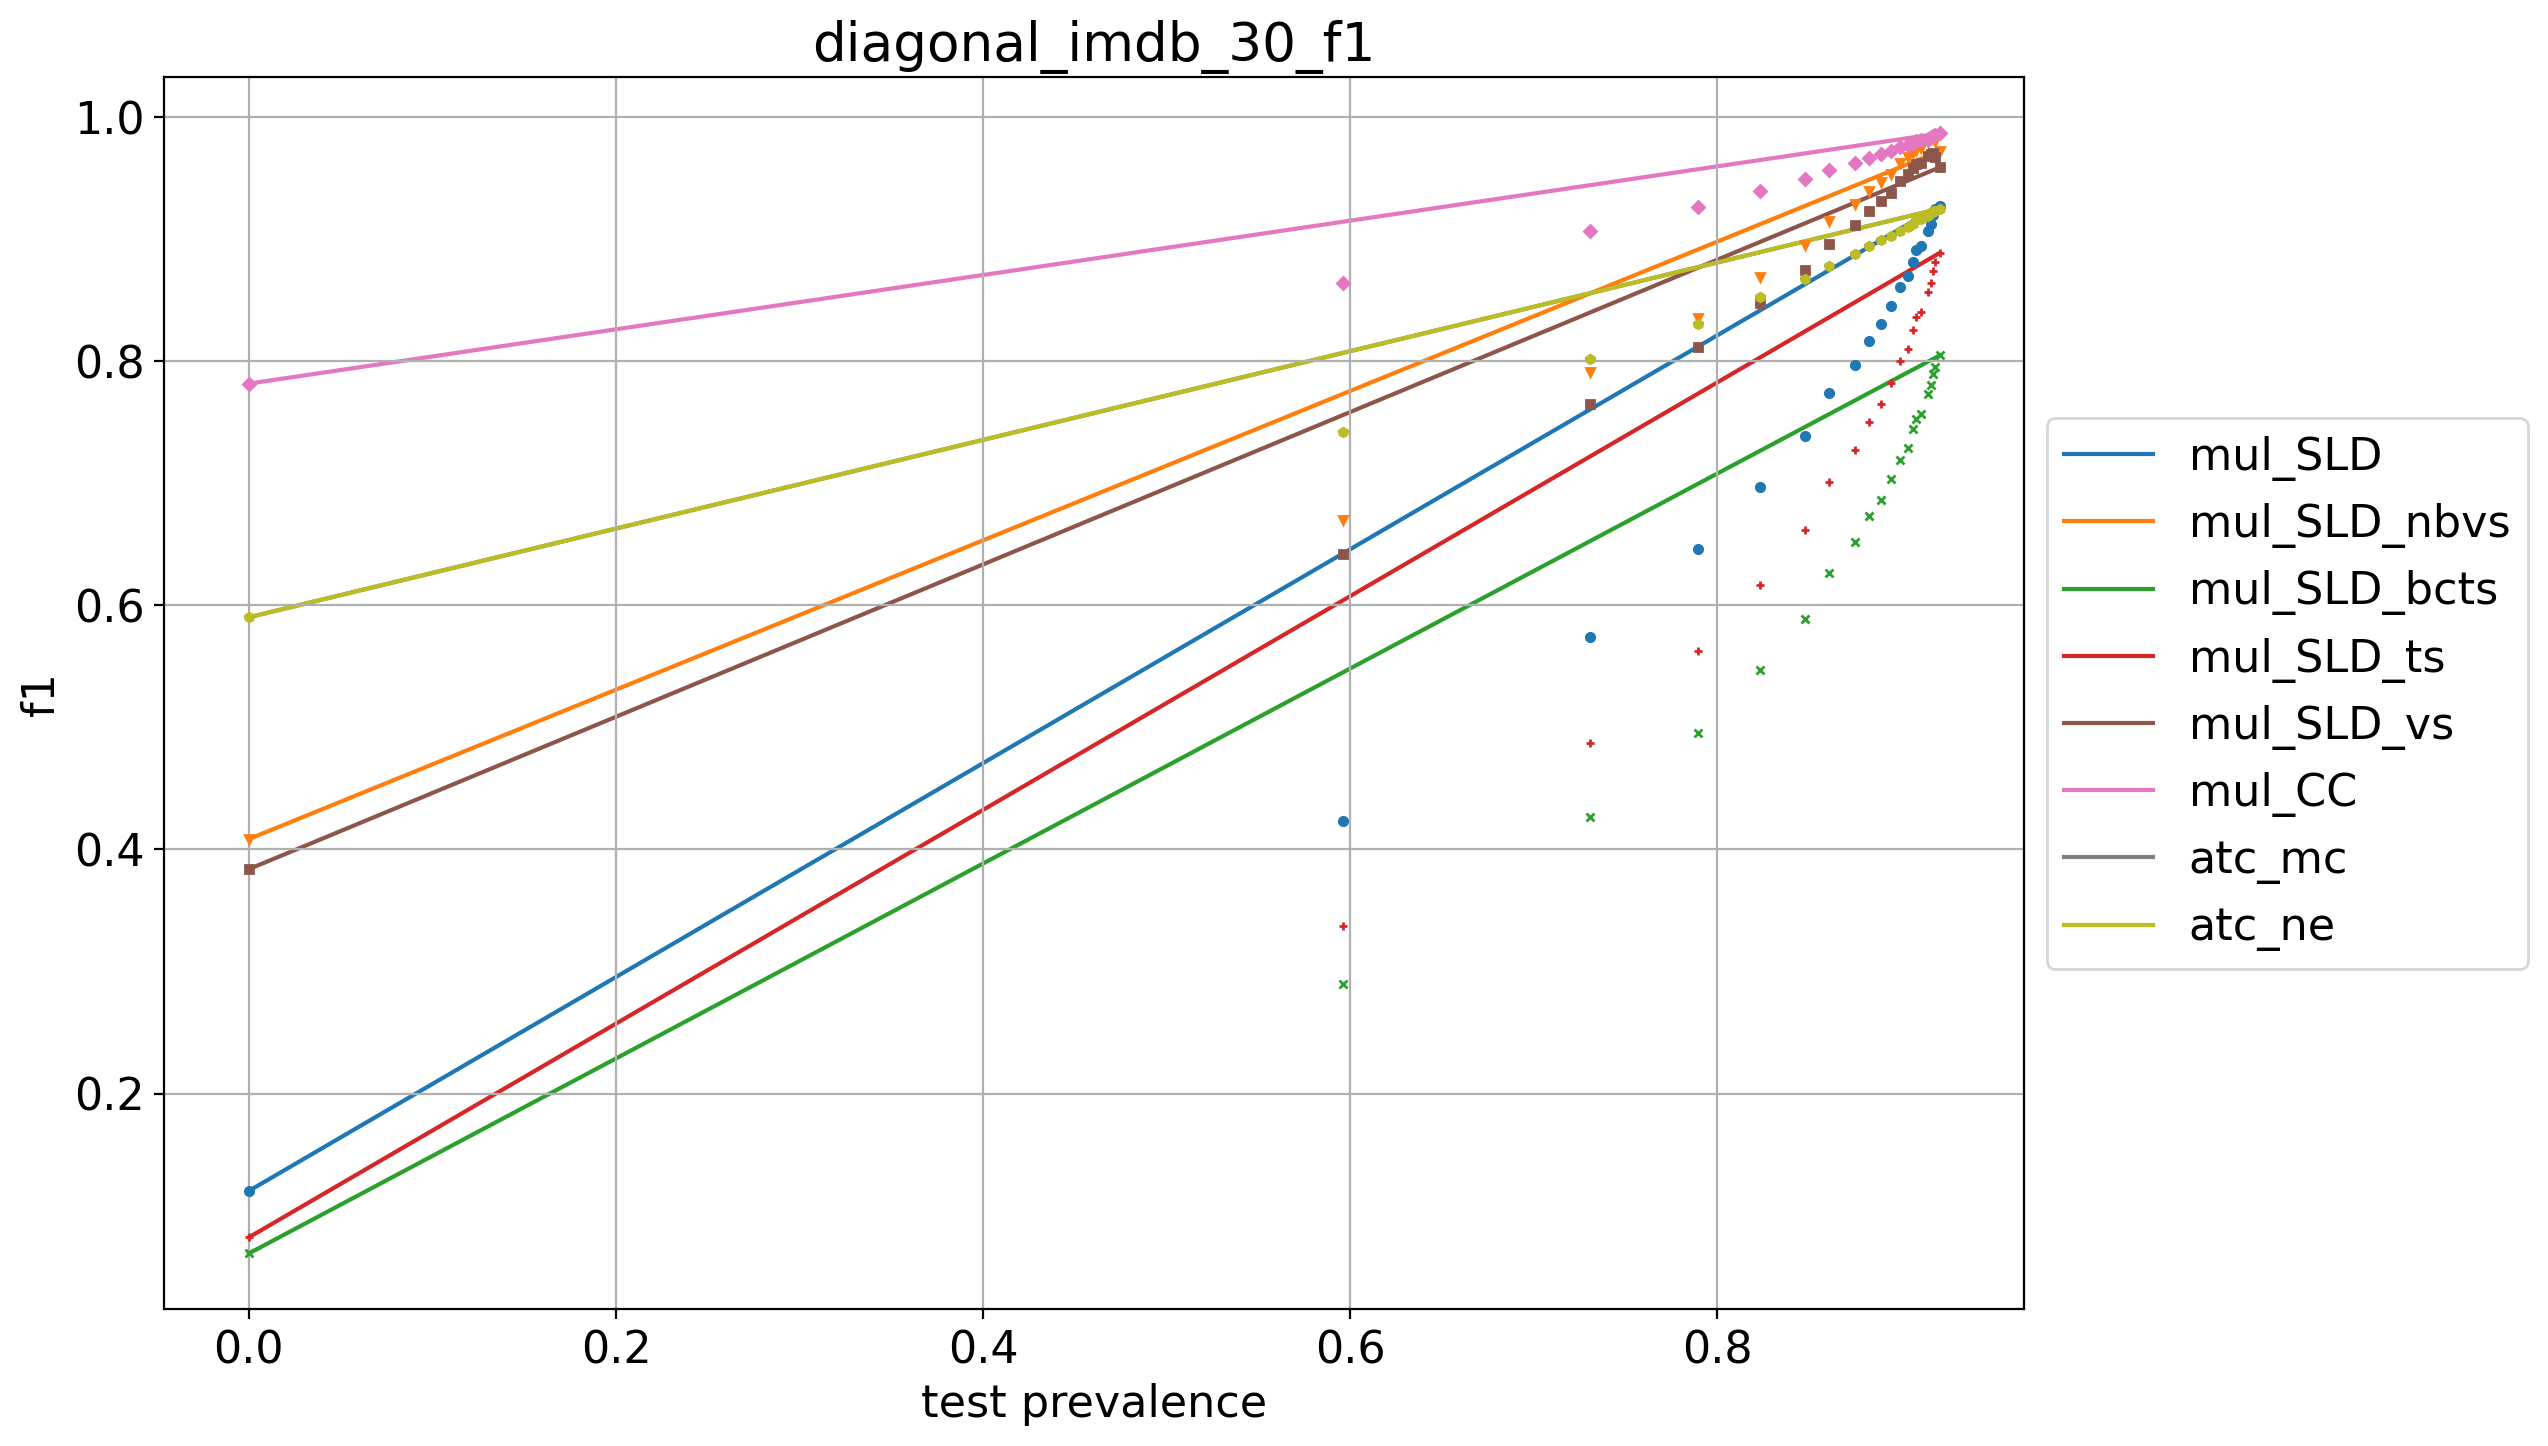 diagonal_imdb_30_f1
1.0
0.8
0.6
0.4
0.2
f1
0.0 0.2 0.4 0.6 0.8
test prevalence
mul_SLD
mul_SLD_nbvs
mul_SLD_bcts
mul_SLD_ts
mul_SLD_vs
mul_CC
atc_mc
atc_ne